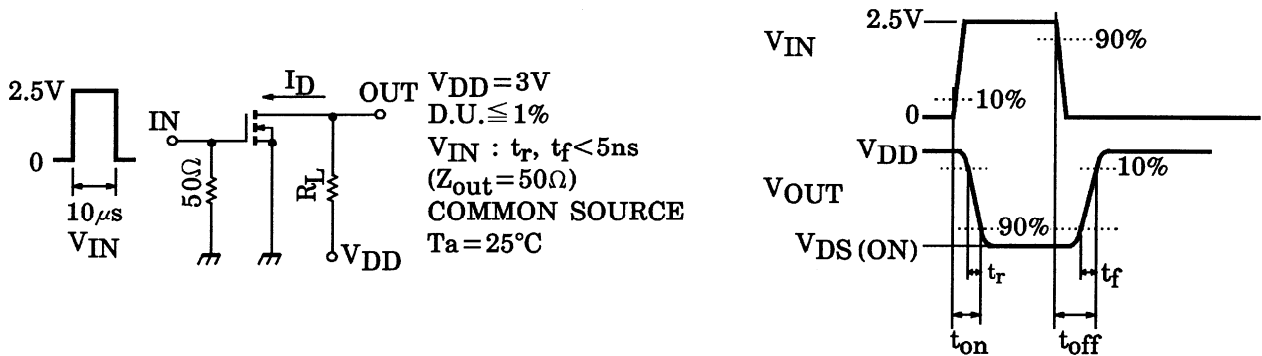 2.5V
0
10μs
VIN
IN
50Ω
ID
OUT
RL
VDD
VDD=3V
D.U.≦1%
VIN : tr, tf<5ns
(Zout=50Ω)
COMMON SOURCE
Ta=25°C
VIN
2.5V
90%
10%
0
VDD
10%
VOUT
90%
VDS (ON)
tr
tf
ton
toff